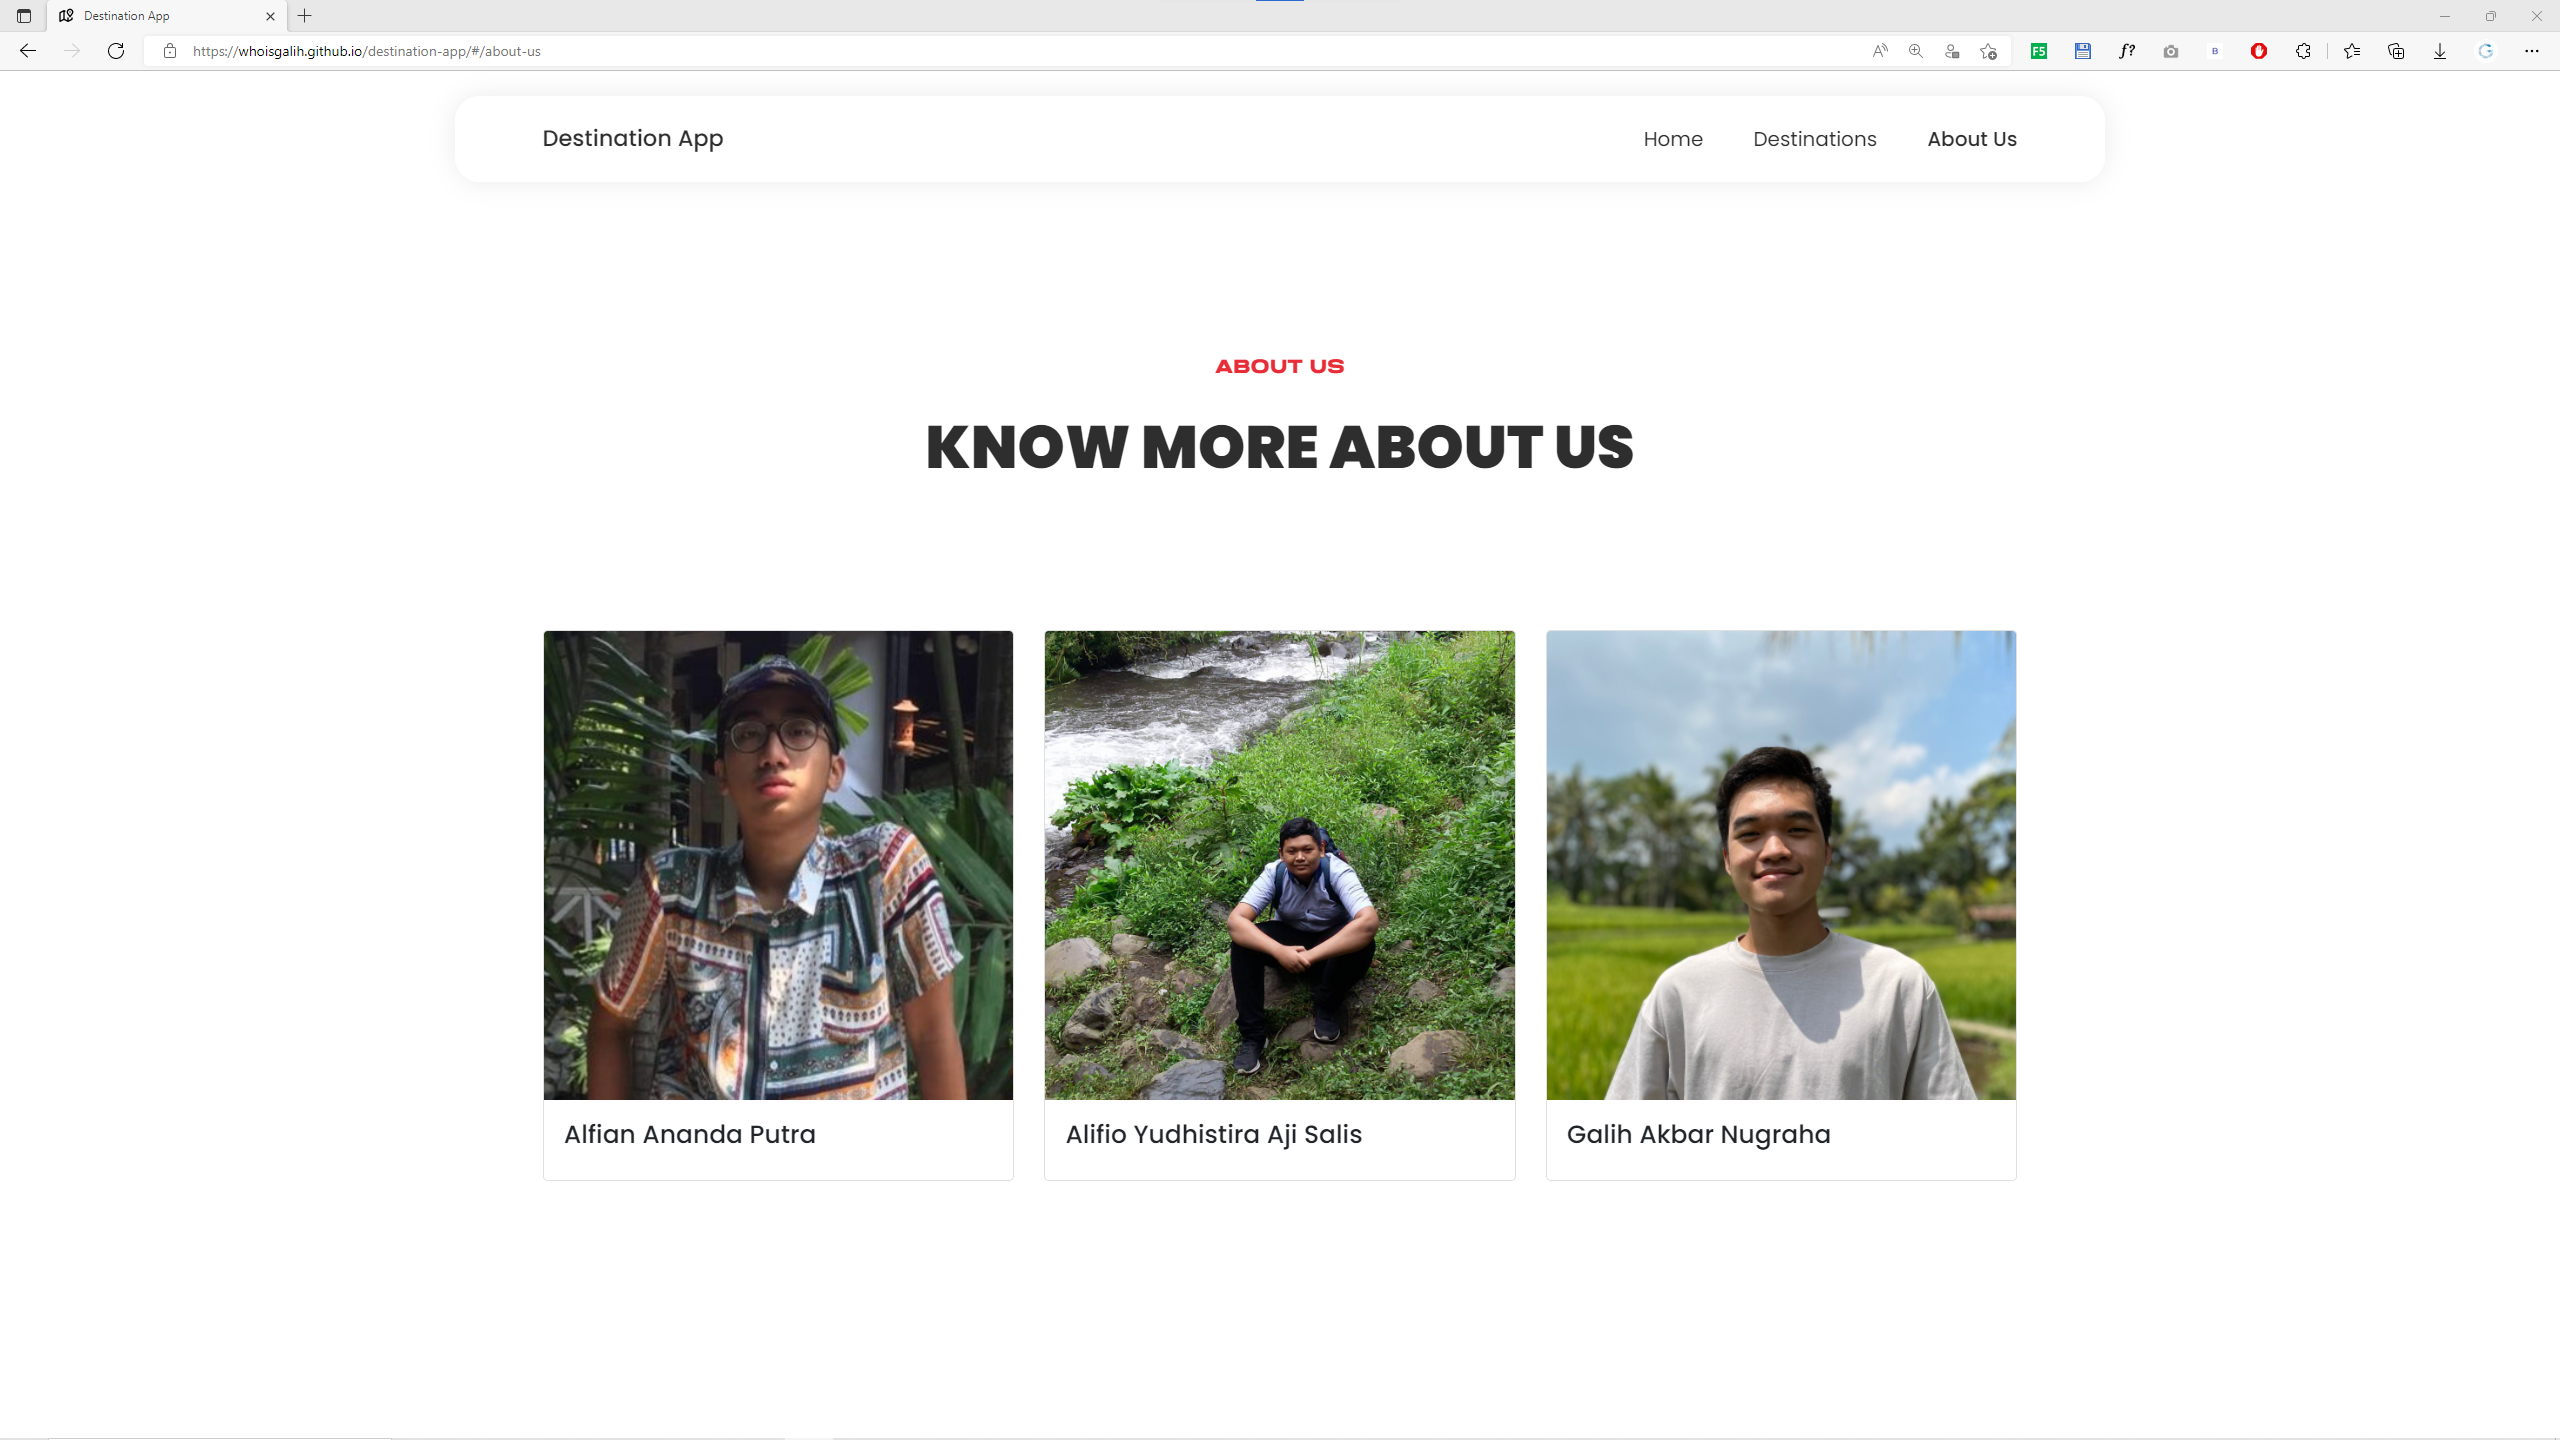 Destination App
https://whoisgalih.github.io/destination-app/#/about-us
F5
f?
B
Destination App
Home
Destinations
About Us
ABOUT US
KNOW MORE ABOUT US
Alfian Ananda Putra
Alifio Yudhistira Aji Salis
Galih Akbar Nugraha